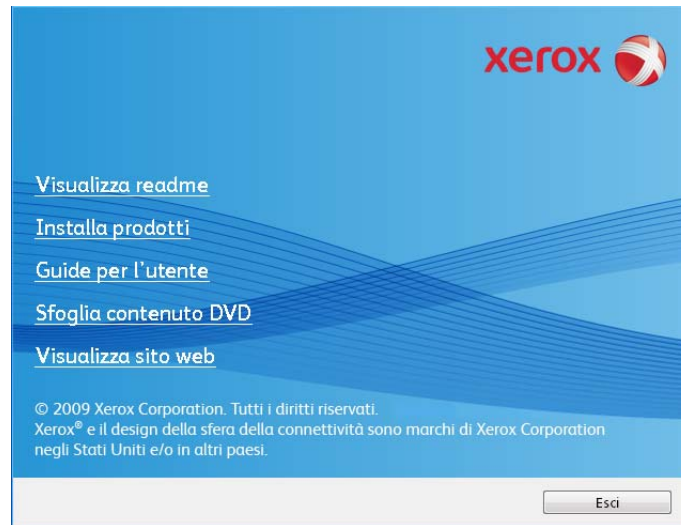 xerox
Visualizza readme
Installa prodotti
Guide per l'utente
Sfoglia contenuto DVD
Visualizza sito web
© 2009 Xerox Corporation. Tutti i diritti riservati.
Xerox® e il design della sfera della connettività sono marchi di Xerox Corporation
negli Stati Uniti e/o in altri paesi.
Esci